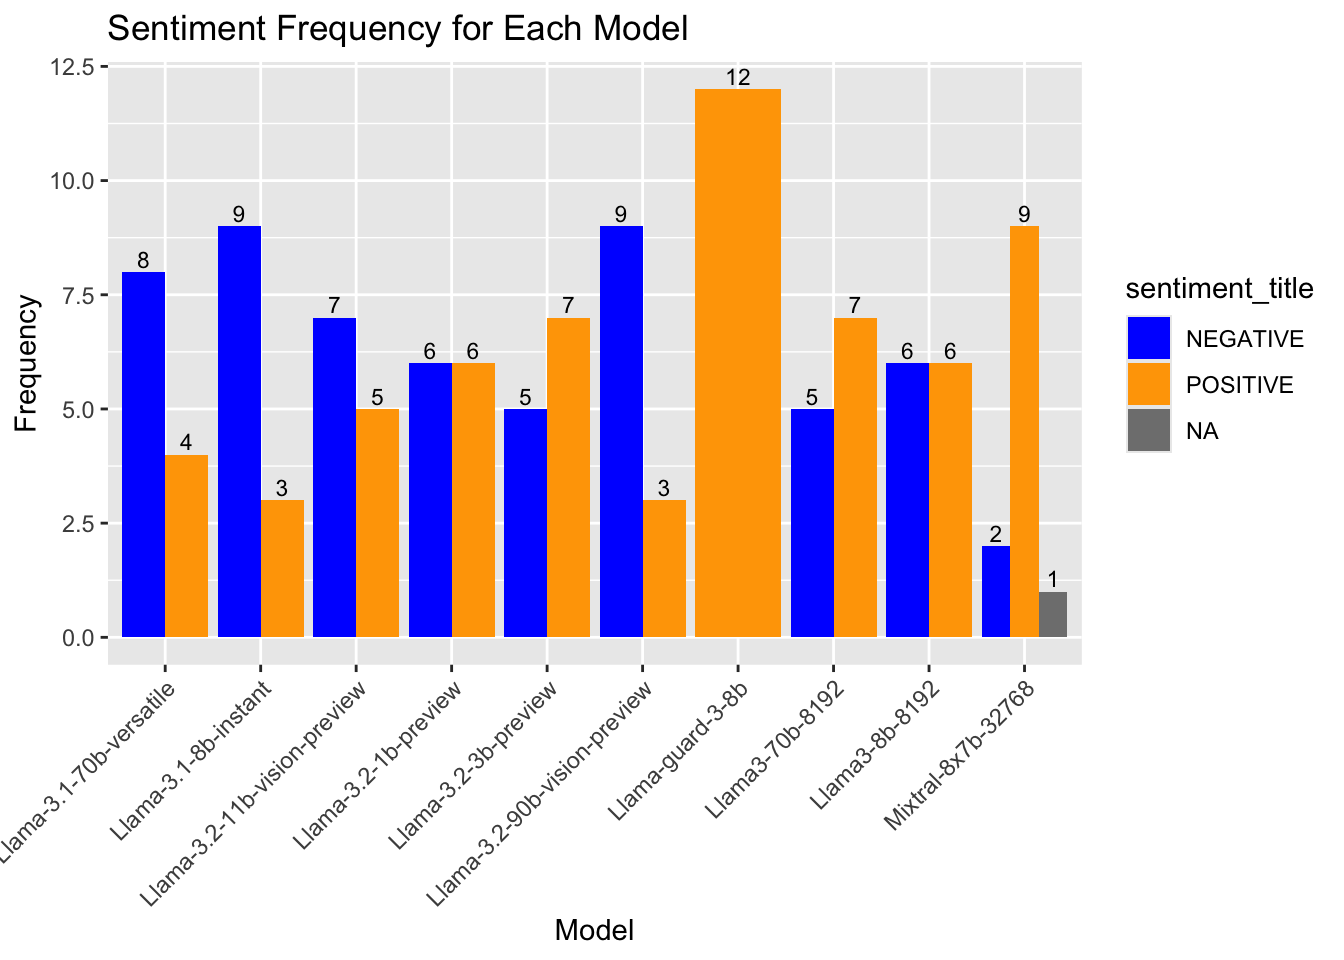 Sentiment Frequency for Each Model
12.5
10.0
7.5
5.0
2.5
0.0
Frequency
8
4
9
3
7
5
6
6
5
7
9
3
12
5
7
6
6
2
9
1
Llama-3.1-70b-versatile
Llama-3.1-8b-instant
Llama-3.2-11b-vision-preview
Llama-3.2-1b-preview
Llama-3.2-3b-preview
Llama-3.2-90b-vision-preview
Llama-guard-3-8b
Llama3-70b-8192
Llama3-8b-8192
Mixtral-8x7b-32768
Model
sentiment_title
NEGATIVE
POSITIVE
NA